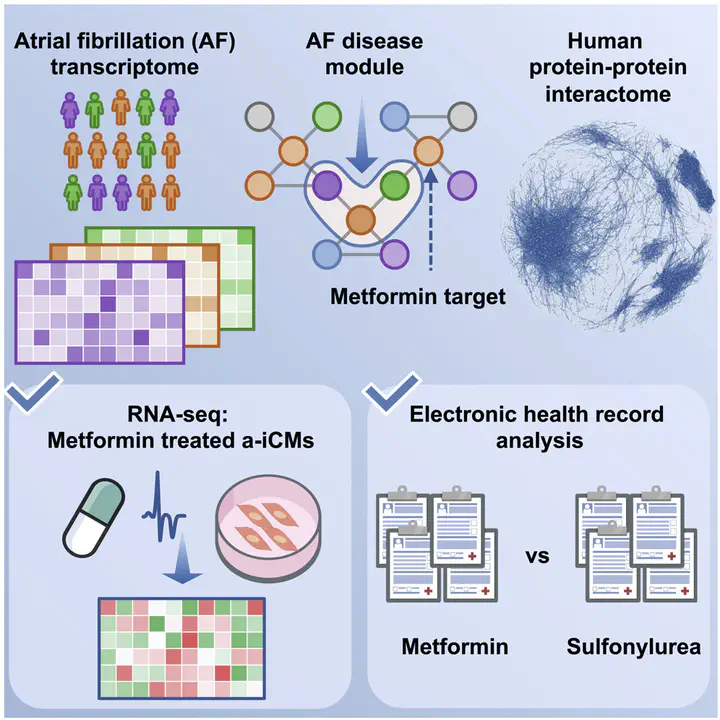 Atrial fibrillation (AF)
transcriptome
AF disease
module
Human
protein-protein
interactome
Metformin target
RNA-seq:
Metformin treated a-iCMs
Electronic health record
analysis
vs
Metformin
Sulfonylurea